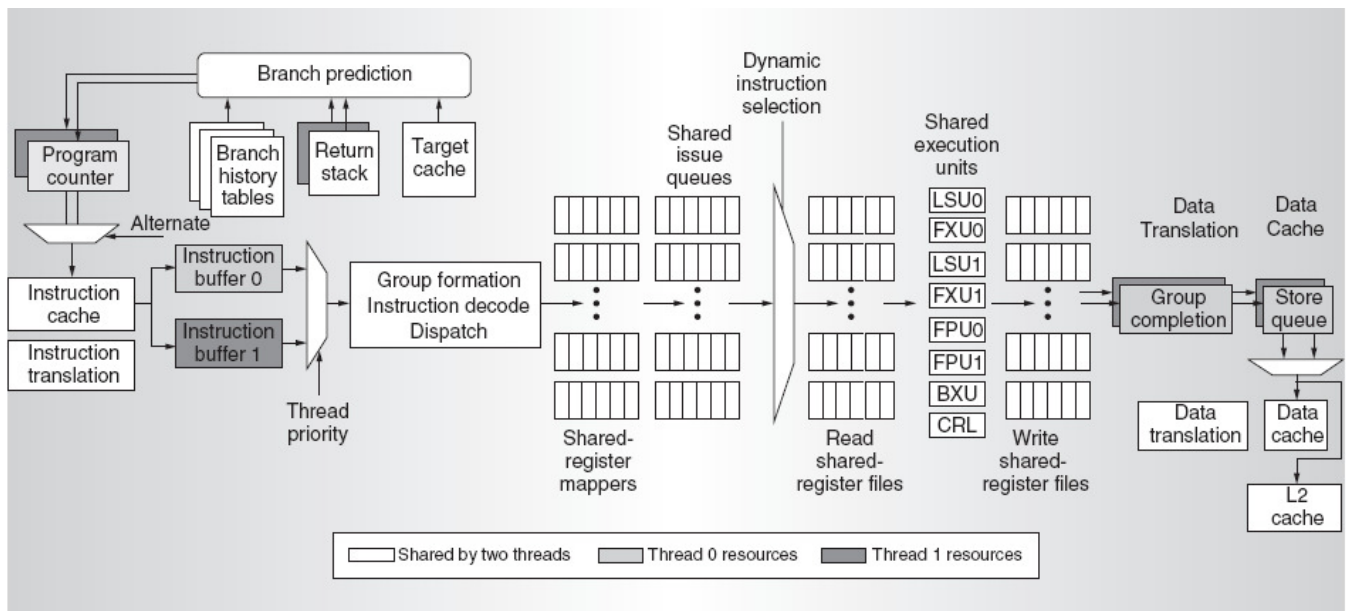 Branch prediction
Program
counter
Branch
history
tables
Return
stack
Target
cache
Alternate
Instruction
cache
Instruction
translation
Instruction
buffer 0
Instruction
buffer 1
Thread
priority
Group formation
Instruction decode
Dispatch
Shared-
register
mappers
Shared
issue
queues
Dynamic
instruction
selection
Read
shared-
register files
Shared
execution
units
LSU0
FXU0
LSU1
FXU1
FPU0
FPU1
BXU
CRL
Write
shared-
register files
Data
Translation
Group
completion
Data
Cache
Store
queue
Data
translation
Data
cache
L2
cache
Shared by two threads
Thread 0 resources
Thread 1 resources